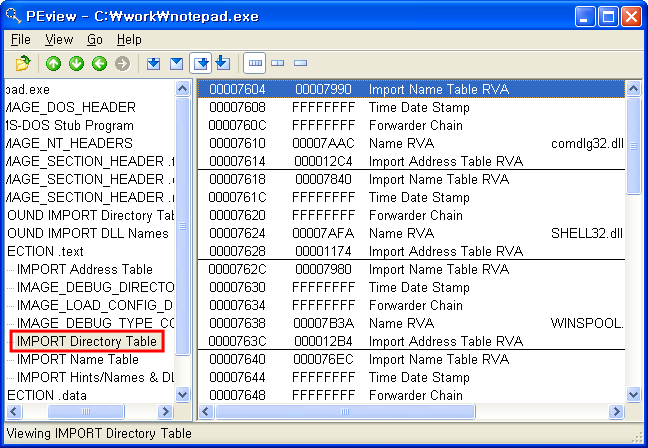 PEview - C:₩work₩notepad.exe
File View Go Help
pad.exe
MAGE_DOS_HEADER
MS-DOS Stub Program
MAGE_NT_HEADERS
MAGE_SECTION_HEADER
MAGE_SECTION_HEADER
MAGE_SECTION_HEADER
OUND IMPORT Directory Tab
OUND IMPORT DLL Names
ECTION .text
IMPORT Address Table
IMAGE_DEBUG_DIRECTO
IMAGE_LOAD_CONFIG_D
IMAGE_DEBUG_TYPE_CO
IMPORT Directory Table
IMPORT Name Table
IMPORT Hints/Names & DL
ECTION .data
00007604 00007990 Import Name Table RVA
00007608 FFFFFFFF Time Date Stamp
0000760C FFFFFFFF Forwarder Chain
00007610 00007AAC Name RVA comdlg32.dll
00007614 000012C4 Import Address Table RVA
00007618 00007840 Import Name Table RVA
0000761C FFFFFFFF Time Date Stamp
00007620 FFFFFFFF Forwarder Chain
00007624 00007AFA Name RVA SHELL32.dll
00007628 00001174 Import Address Table RVA
0000762C 00007980 Import Name Table RVA
00007630 FFFFFFFF Time Date Stamp
00007634 FFFFFFFF Forwarder Chain
00007638 00007B3A Name RVA WINSPOOL.
0000763C 000012B4 Import Address Table RVA
00007640 000076EC Import Name Table RVA
00007644 FFFFFFFF Time Date Stamp
00007648 FFFFFFFF Forwarder Chain
Viewing IMPORT Directory Table